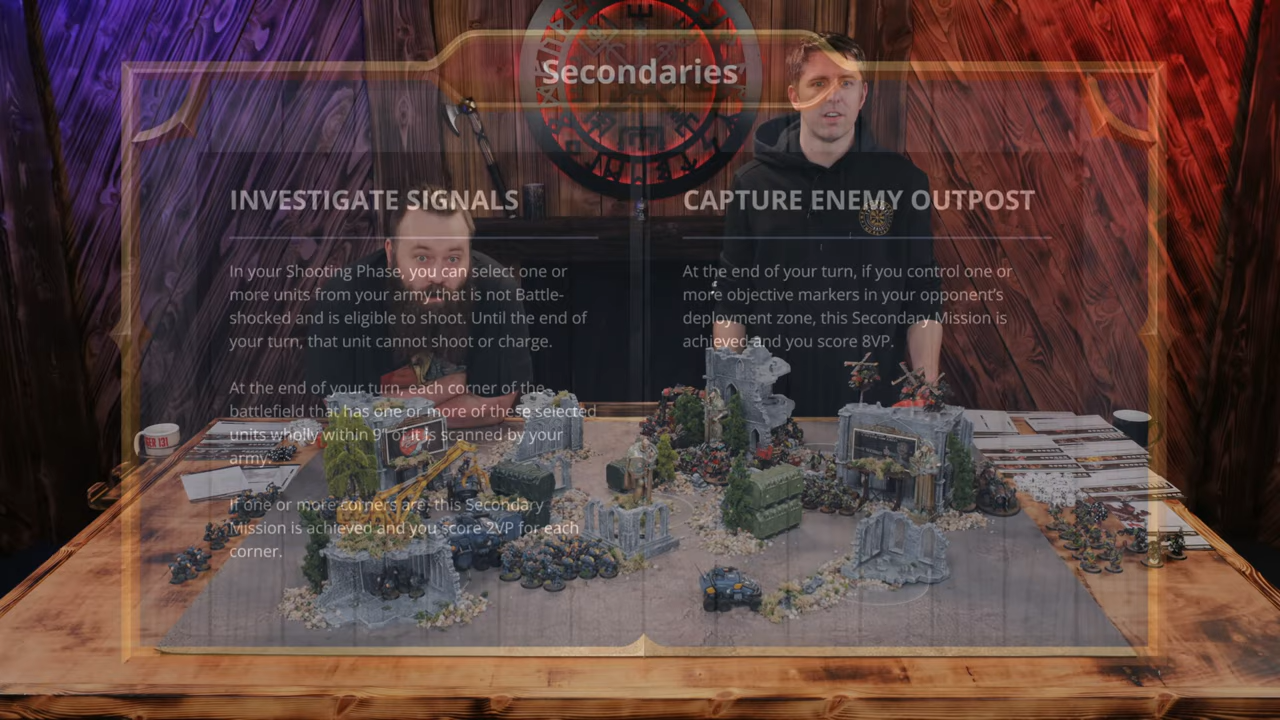 Secondaries
INVESTIGATE SIGNALS
In your Shooting Phase, you can select one or
more units from your army that is not Battle-
shocked and is eligible to shoot. Until the end of
your turn, that unit cannot shoot or charge.
At the end of your turn, each corner of the
battlefield that has one or more of these selected
units wholly within 9" of it is scanned by your
army.
If one or more corners are, this Secondary
Mission is achieved and you score 2VP for each
corner.
CAPTURE ENEMY OUTPOST
At the end of your turn, if you control one or
more objective markers in your opponent's
deployment zone, this Secondary Mission is
achieved and you score 8VP.